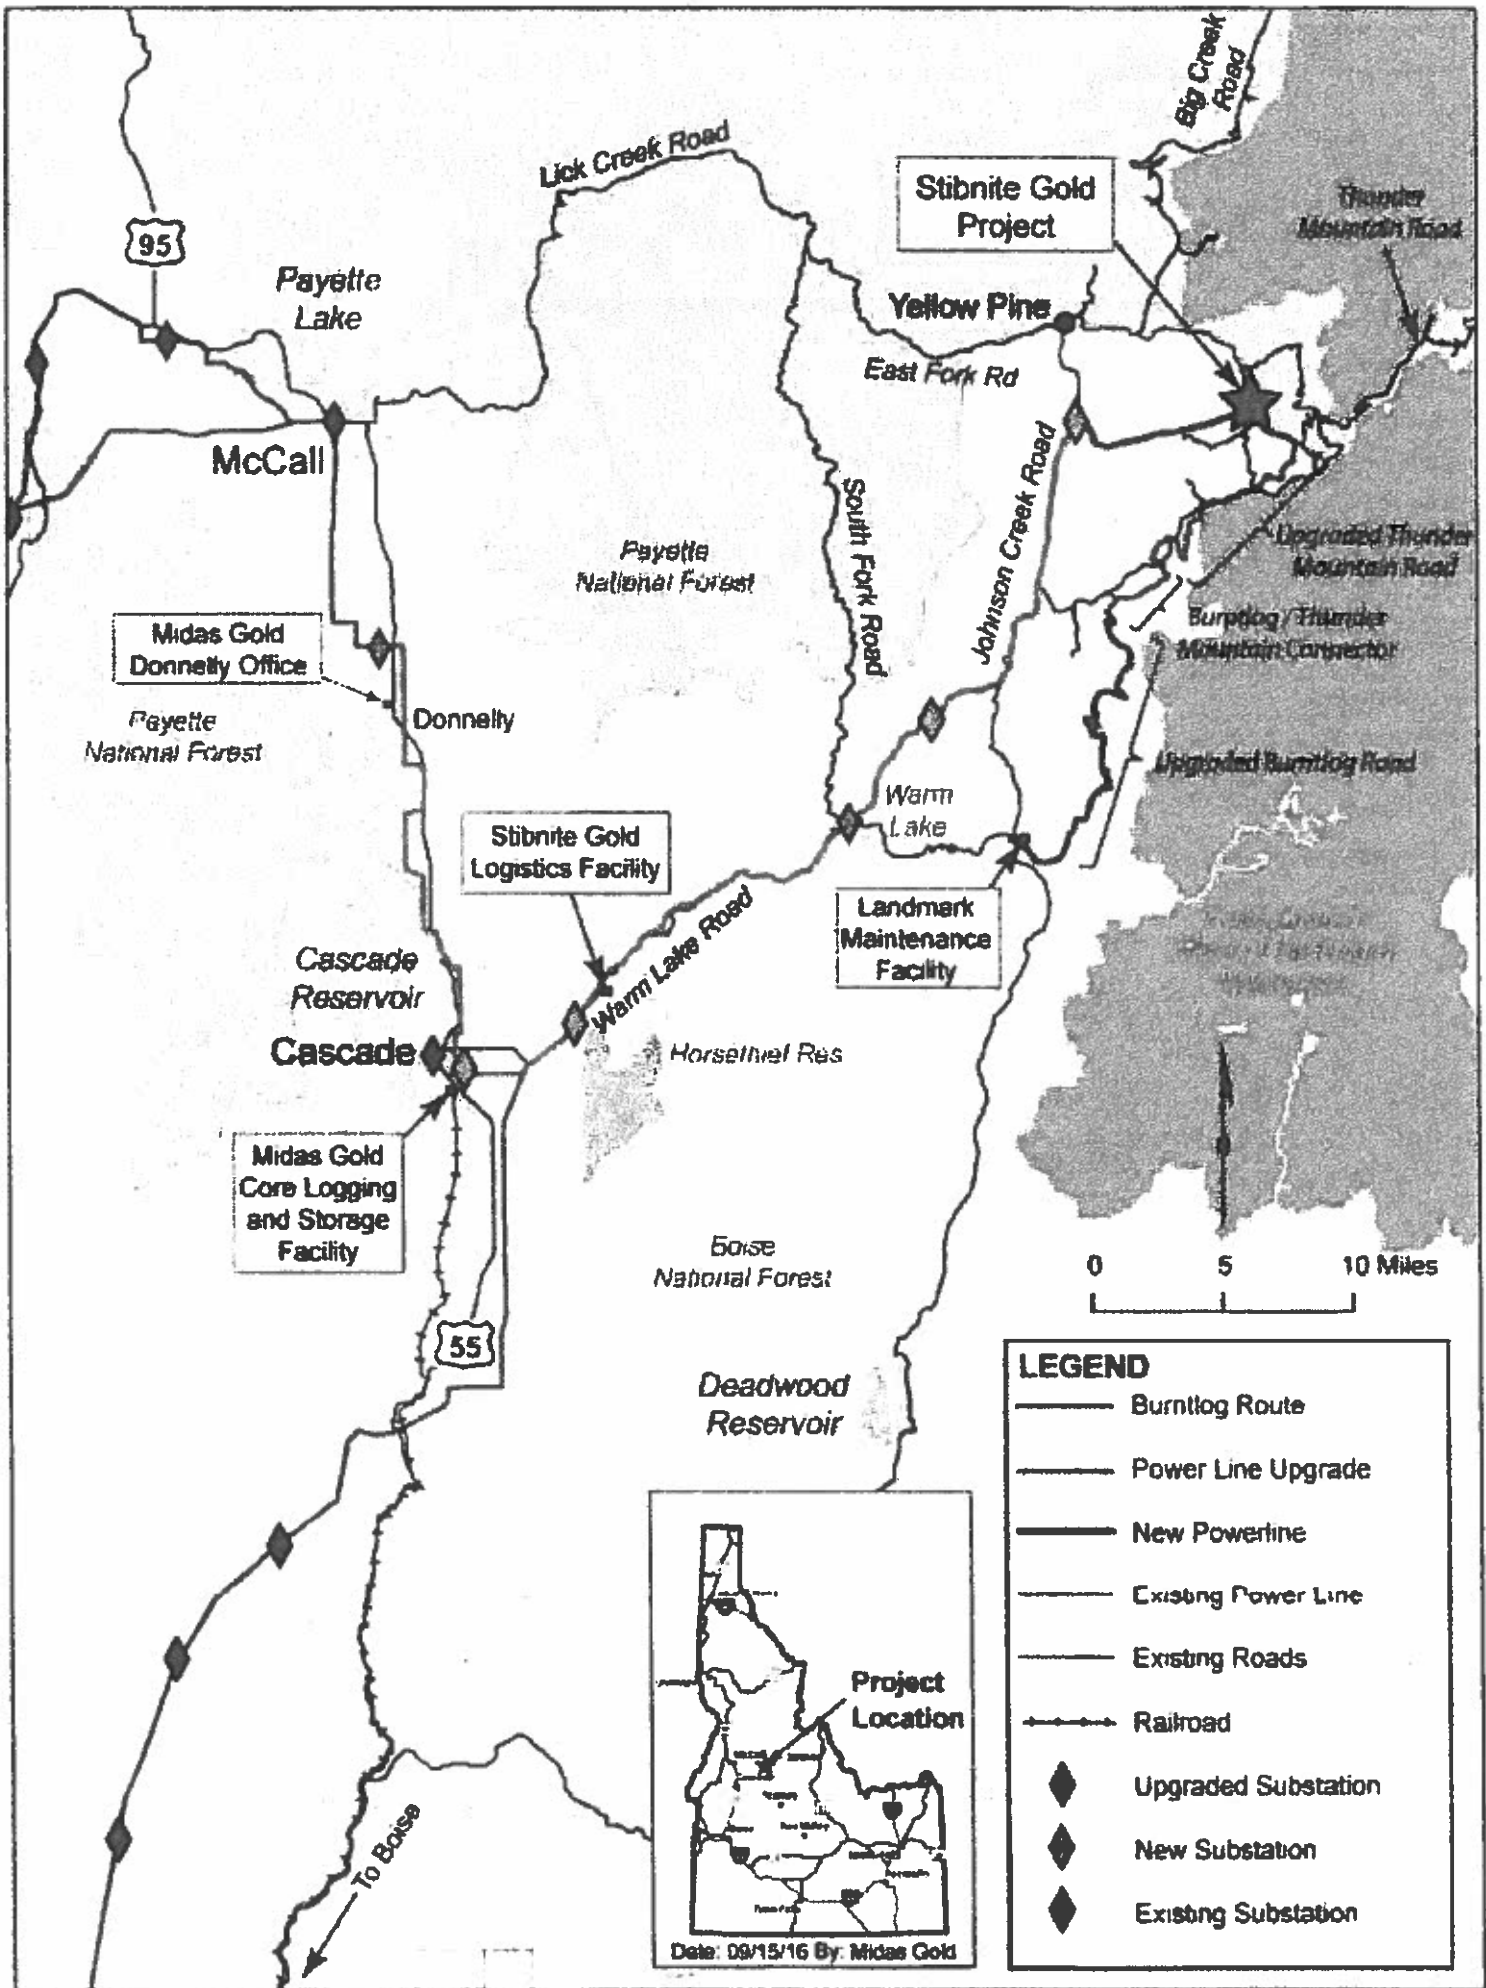 Big Creek
Road
Lick Creek Road
Stibnite Gold
Project
Thunder
Mountain Road
95
Payette
Lake
Yellow Pine
East Fork Rd
McCall
South Fork Road
Johnson Creek Road
Payette
National Forest
Upgraded Thunder
Mountain Road
Midas Gold
Donnelly Office
Burntlog / Thunder
Mountain Connector
Payette
National Forest
Donnelly
Upgraded Burntlog Road
Warm
Lake
Stibnite Gold
Logistics Facility
Landmark
Maintenance
Facility
Warm Lake Road
Cascade
Reservoir
Cascade
Horsethief Res
Midas Gold
Core Logging
and Storage
Facility
Boise
National Forest
0 5 10 Miles
55
Deadwood
Reservoir
LEGEND
Burntlog Route
Power Line Upgrade
New Powerline
Existing Power Line
Existing Roads
Railroad
Upgraded Substation
New Substation
Existing Substation
Project
Location
To Boise
Date: 09/15/16 By: Midas Gold